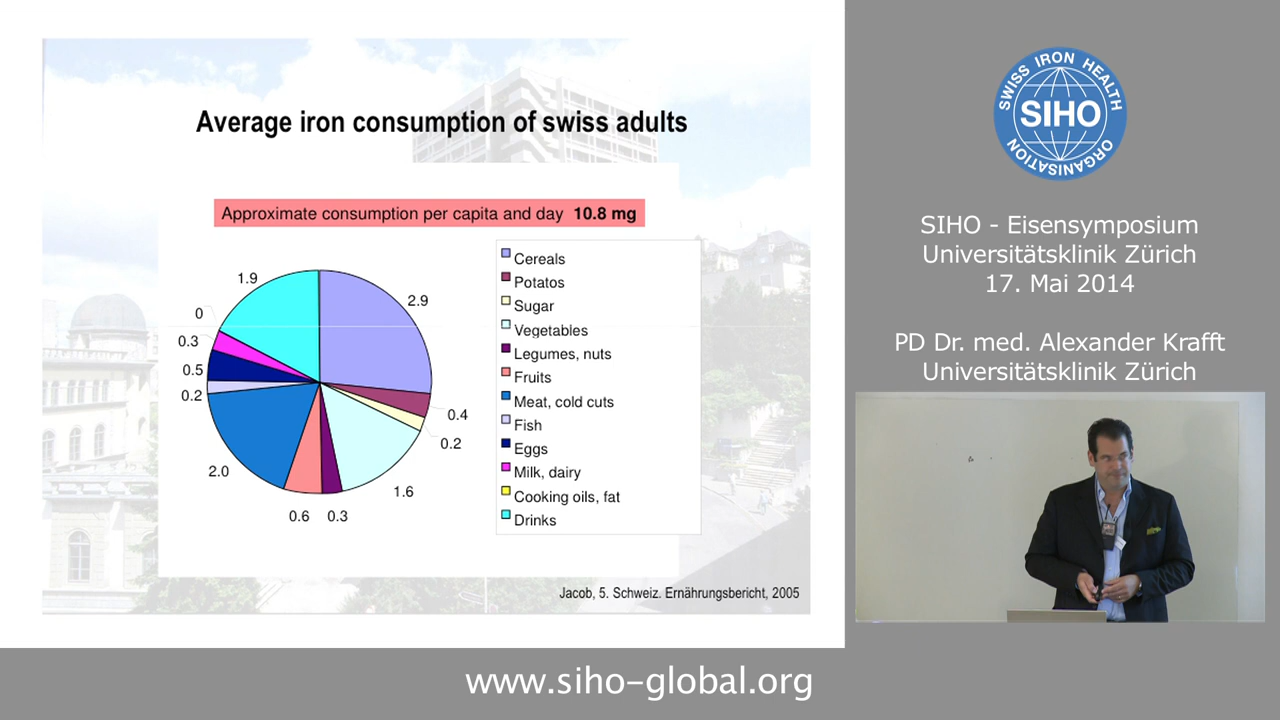 Average iron consumption of swiss adults
Approximate consumption per capita and day 10.8 mg
1.9
2.9
0
0.3
0.5
0.2
0.4
0.2
2.0
1.6
0.6
0.3
Cereals
Potatos
Sugar
Vegetables
Legumes, nuts
Fruits
Meat, cold cuts
Fish
Eggs
Milk, dairy
Cooking oils, fat
Drinks
Jacob, 5. Schweiz. Ernährungsbericht, 2005
SWISS IRON HEALTH
SIHO
ORGANISATION
SIHO - Eisensymposium
Universitätsklinik Zürich
17. Mai 2014
PD Dr. med. Alexander Krafft
Universitätsklinik Zürich
www.siho-global.org